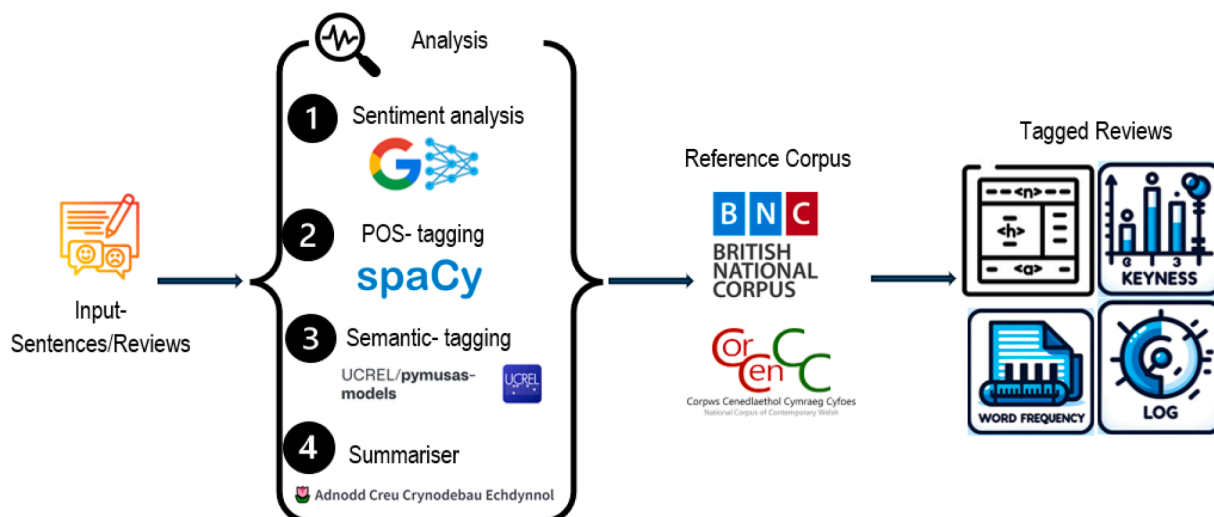 Input-
Sentences/Reviews
Analysis
1
Sentiment analysis
G
2
POS- tagging
spaCy
3
Semantic- tagging
UCREL/pymusas-
models
UCREL
4
Summariser
Adnodd Creu Crynodebau Echdynnol
Reference Corpus
B N C
BRITISH
NATIONAL
CORPUS
Cor
Cen CC
Corpws Cenedlaethol Cymraeg Cyfoes
National Corpus of Contemporary Welsh
Tagged Reviews
<n>
<h>
<a>
KEYNESS
WORD FREQUENCY
LOG